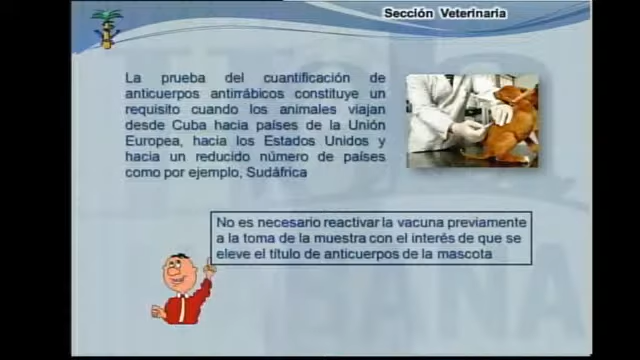 Sección Veterinaria
La prueba del cuantificación de
anticuerpos antirrábicos constituye un
requisito cuando los animales viajan
desde Cuba hacia países de la Unión
Europea, hacia los Estados Unidos y
hacia un reducido número de países
como por ejemplo, Sudáfrica
No es necesario reactivar la vacuna previamente
a la toma de la muestra con el interés de que se
eleve el título de anticuerpos de la mascota